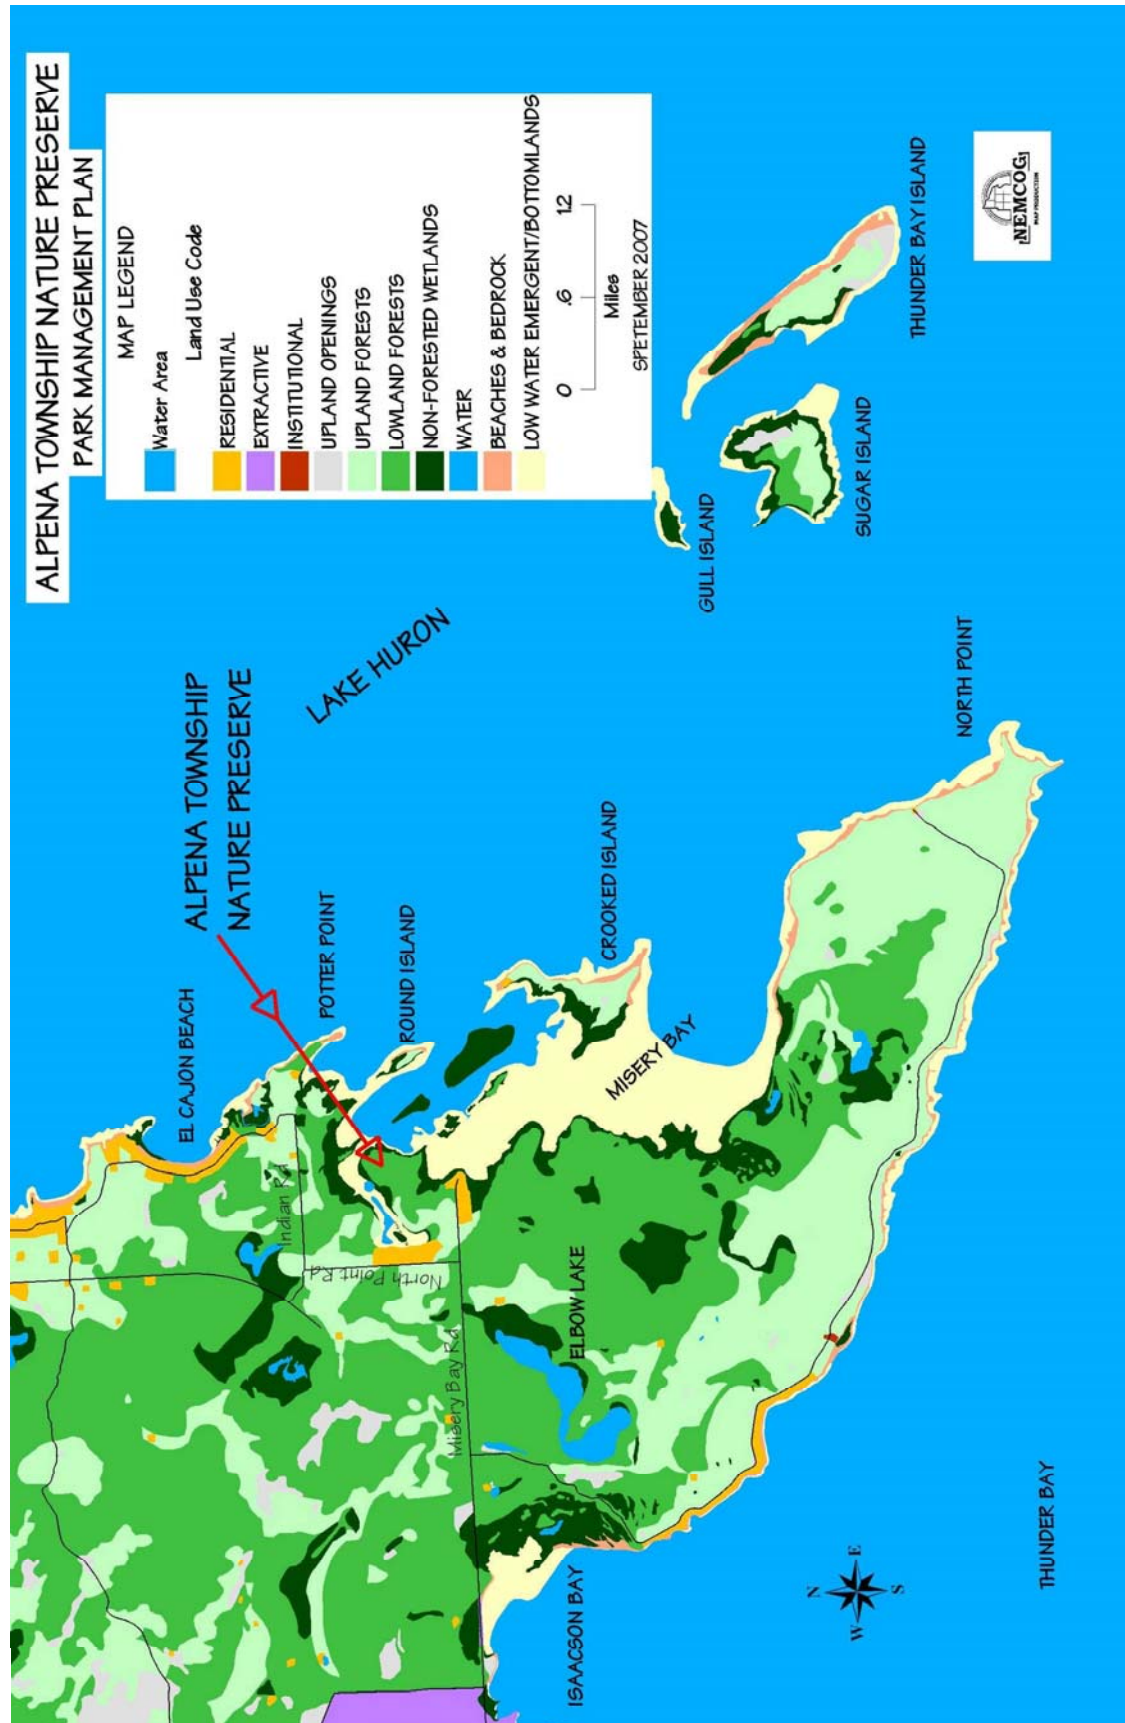 ALPENA TOWNSHIP NATURE PRESERVE
PARK MANAGEMENT PLAN
MAP LEGEND
Water Area
Land Use Code
RESIDENTIAL
EXTRACTIVE
INSTITUTIONAL
UPLAND OPENINGS
UPLAND FORESTS
LOWLAND FORESTS
NON-FORESTED WETLANDS
WATER
BEACHES & BEDROCK
LOW WATER EMERGENT/BOTTOMLANDS
0 .6 1.2
Miles
SPETEMBER 2007
NEMCOG
MAP PRODUCTION
ALPENA TOWNSHIP
NATURE PRESERVE
LAKE HURON
EL CAJON BEACH
POTTER POINT
ROUND ISLAND
CROOKED ISLAND
MISERY BAY
GULL ISLAND
SUGAR ISLAND
THUNDER BAY ISLAND
NORTH POINT
Indian Rd
North Point Rd
Misery Bay Rd
ELBOW LAKE
ISAACSON BAY
THUNDER BAY
N
W E
S